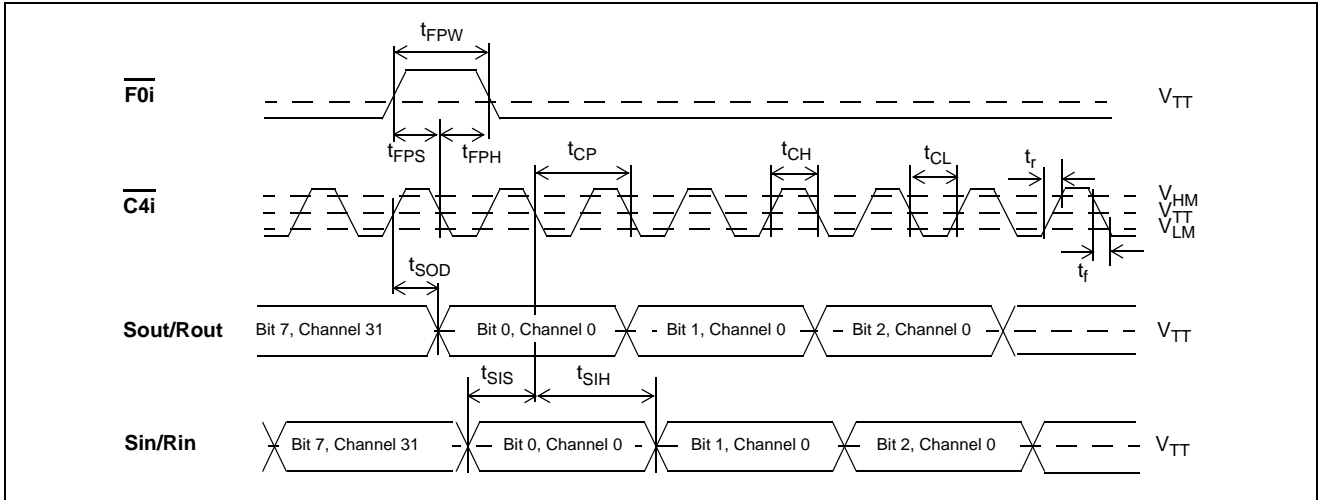 tFPW
F0i
VTT
tFPS tFPH tCP tCH tCL tr
C4i
VHM
VTT
VLM
tSOD tf
Sout/Rout Bit 7, Channel 31 Bit 0, Channel 0 Bit 1, Channel 0 Bit 2, Channel 0 VTT
tSIS tSIH
Sin/Rin Bit 7, Channel 31 Bit 0, Channel 0 Bit 1, Channel 0 Bit 2, Channel 0 VTT